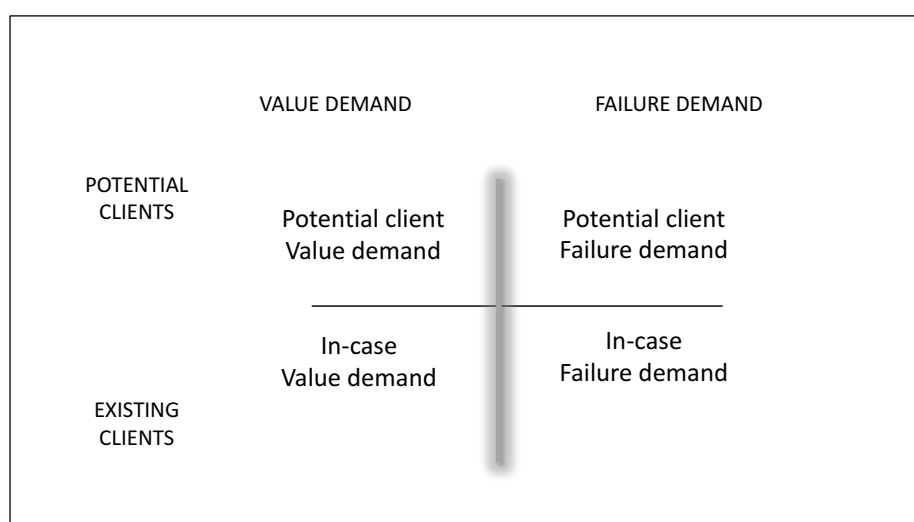 VALUE DEMAND
FAILURE DEMAND
POTENTIAL
CLIENTS
Potential client
Value demand
Potential client
Failure demand
In-case
Value demand
In-case
Failure demand
EXISTING
CLIENTS